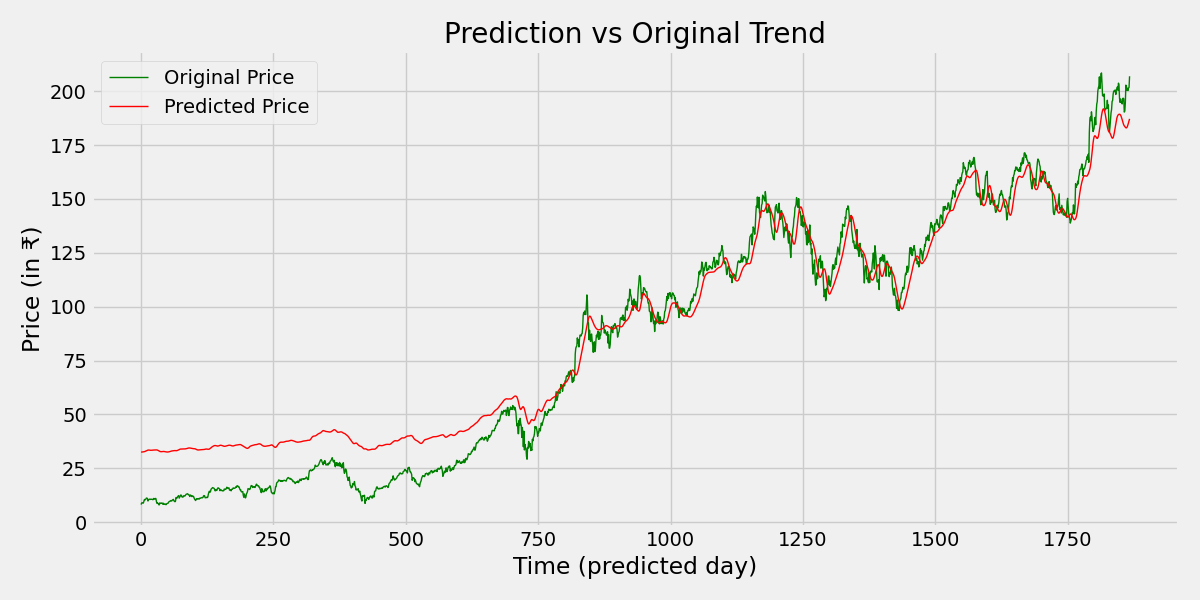 Prediction vs Original Trend
Original Price
Predicted Price
Price (in ₹)
200
175
150
125
100
75
50
25
0
0 250 500 750 1000 1250 1500 1750
Time (predicted day)